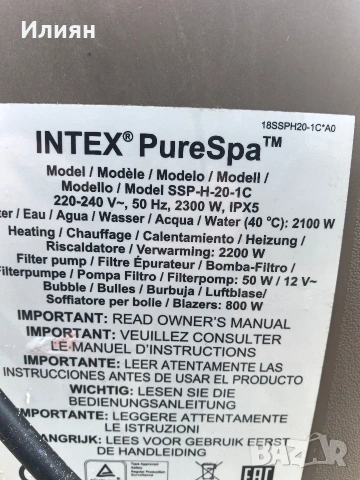 Илиян
18SSPH20-1C*A0
INTEX® PureSpa™
Model / Modèle / Modelo / Modell /
Modello / Model SSP-H-20-1C
220-240 V~, 50 Hz, 2300 W, IPX5
/ Eau / Agua / Wasser / Acqua / Water (40 °C): 2100 W
Heating / Chauffage / Calentamiento / Heizung /
Riscaldatore / Verwarming: 2200 W
Filter pump / Filtre Épurateur / Bomba-Filtro /
Filterpumpe / Pompa Filtro / Filterpomp: 50 W / 12 V~
Bubble / Bulles / Burbuja / Luftblase/
Soffiatore per bolle / Blazers: 800 W
IMPORTANT: READ OWNER'S MANUAL
IMPORTANT: VEUILLEZ CONSULTER
LE MANUEL D'INSTRUCTIONS
IMPORTANTE: LEER ATENTAMENTE LAS
INSTRUCCIONES ANTES DE USAR EL PRODUCTO
WICHTIG: LESEN SIE DIE
BEDIENUNGSANLEITUNG
IMPORTANTE: LEGGERE ATTENTAMENTE
LE ISTRUZIONI
LEES VOOR GEBRUIK EERST
DE HANDLEIDING
TÜV
EAC
bazar